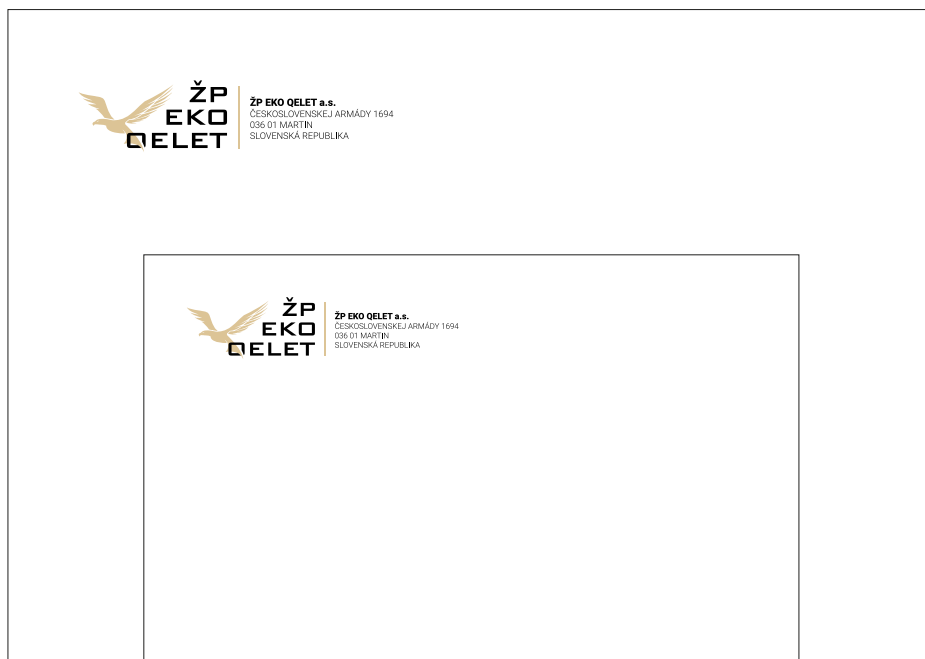 ŽP
EKO
QELET
ŽP EKO QELET a.s.
ČESKOSLOVENSKEJ ARMÁDY 1694
036 01 MARTIN
SLOVENSKÁ REPUBLIKA
ŽP
EKO
QELET
ŽP EKO QELET a.s.
ČESKOSLOVENSKEJ ARMÁDY 1694
036 01 MARTIN
SLOVENSKÁ REPUBLIKA